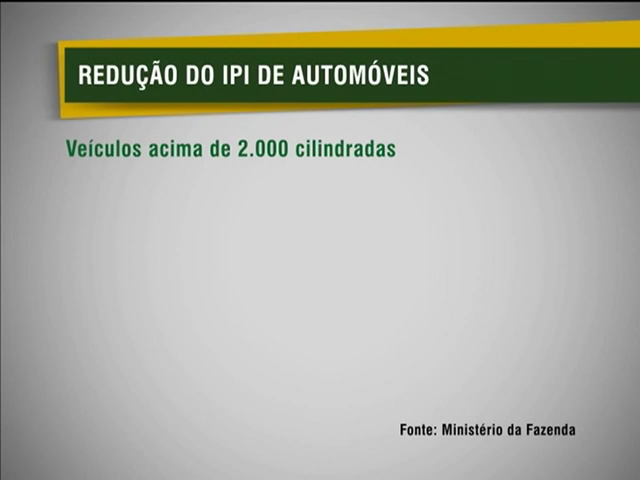 REDUÇÃO DO IPI DE AUTOMÓVEIS
Veículos acima de 2.000 cilindradas
Fonte: Ministério da Fazenda